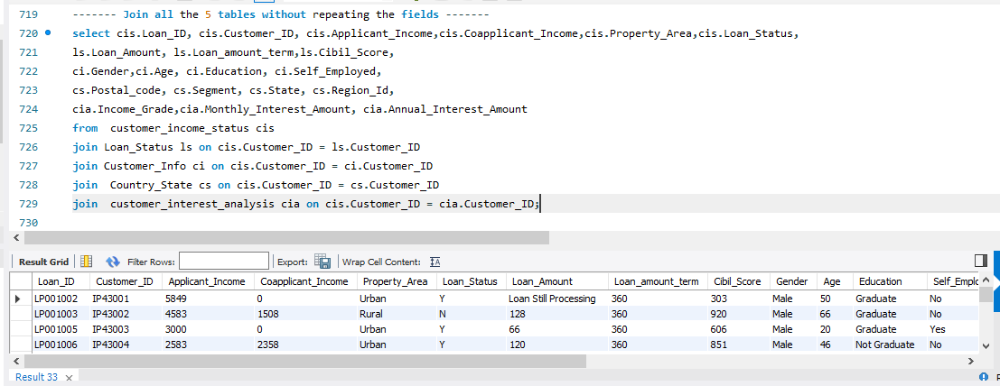 719 ------- Join all the 5 tables without repeating the fields -------
720 select cis.Loan_ID, cis.Customer_ID, cis.Applicant_Income,cis.Coapplicant_Income,cis.Property_Area,cis.Loan_Status,
721 ls.Loan_Amount, ls.Loan_amount_term,ls.Cibil_Score,
722 ci.Gender,ci.Age, ci.Education, ci.Self_Employed,
723 cs.Postal_code, cs.Segment, cs.State, cs.Region_Id,
724 cia.Income_Grade,cia.Monthly_Interest_Amount, cia.Annual_Interest_Amount
725 from  customer_income_status cis
726 join Loan_Status ls on cis.Customer_ID = ls.Customer_ID
727 join Customer_Info ci on cis.Customer_ID = ci.Customer_ID
728 join  Country_State cs on cis.Customer_ID = cs.Customer_ID
729 join  customer_interest_analysis cia on cis.Customer_ID = cia.Customer_ID;
730
Result Grid Filter Rows: Export: Wrap Cell Content:
Loan_ID Customer_ID Applicant_Income Coapplicant_Income Property_Area Loan_Status Loan_Amount Loan_amount_term Cibil_Score Gender Age Education
LP001002 IP43001 5849 0 Urban Y Loan Still Processing 360 303 Male 50 Graduate No
LP001003 IP43002 4583 1508 Rural N 128 360 920 Male 66 Graduate No
LP001005 IP43003 3000 0 Urban Y 66 360 606 Male 20 Graduate Yes
LP001006 IP43004 2583 2358 Urban Y 120 360 851 Male 46 Not Graduate No
Result 33